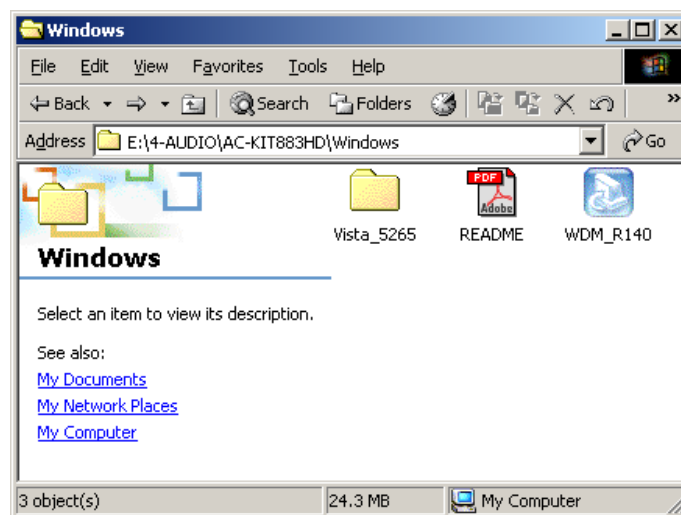 Windows
File Edit View Favorites Tools Help
Back Search Folders »
Address E:\4-AUDIO\AC-KIT883HD\Windows Go
PDF
Adobe
Vista_5265 README WDM_R140
Windows
Select an item to view its description.
See also:
My Documents
My Network Places
My Computer
3 object(s) 24.3 MB My Computer